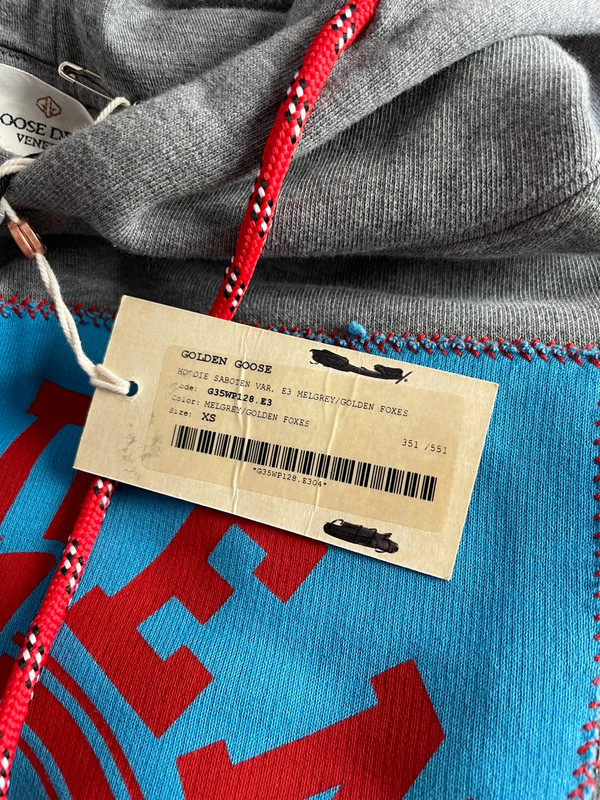 OOSE D
VENE
GOLDEN GOOSE
HOODIE SABOTEN VAR. E3 MELGREY/GOLDEN FOXES
Code: G35WP128.E3
Color: MELGREY/GOLDEN FOXES
Size: XS
351 /551
*G35WP128.E304*